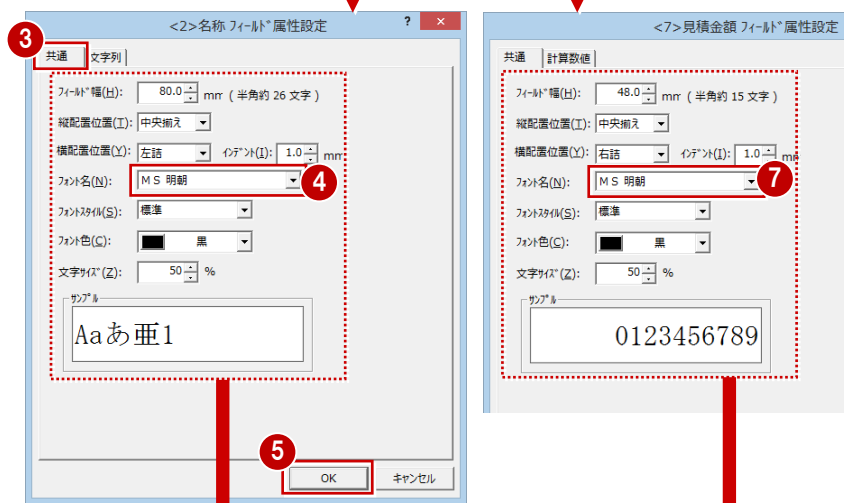 <2>名称 フィールド属性設定
? ×
3
共通 文字列
フィールド幅(H): 80.0 mm ( 半角約 26 文字 )
縦配置位置(T): 中央揃え
横配置位置(Y): 左詰 インデント(I): 1.0 mm
フォント名(N): ＭＳ 明朝
4
フォントスタイル(S): 標準
フォント色(C): 黒
文字サイズ(Z): 50 %
サンプル
Aaあ亜1
5
OK キャンセル
<7>見積金額 フィールド属性設定
共通 計算数値
フィールド幅(H): 48.0 mm ( 半角約 15 文字 )
縦配置位置(T): 中央揃え
横配置位置(Y): 右詰 インデント(I): 1.0 mm
フォント名(N): ＭＳ 明朝
7
フォントスタイル(S): 標準
フォント色(C): 黒
文字サイズ(Z): 50 %
サンプル
0123456789